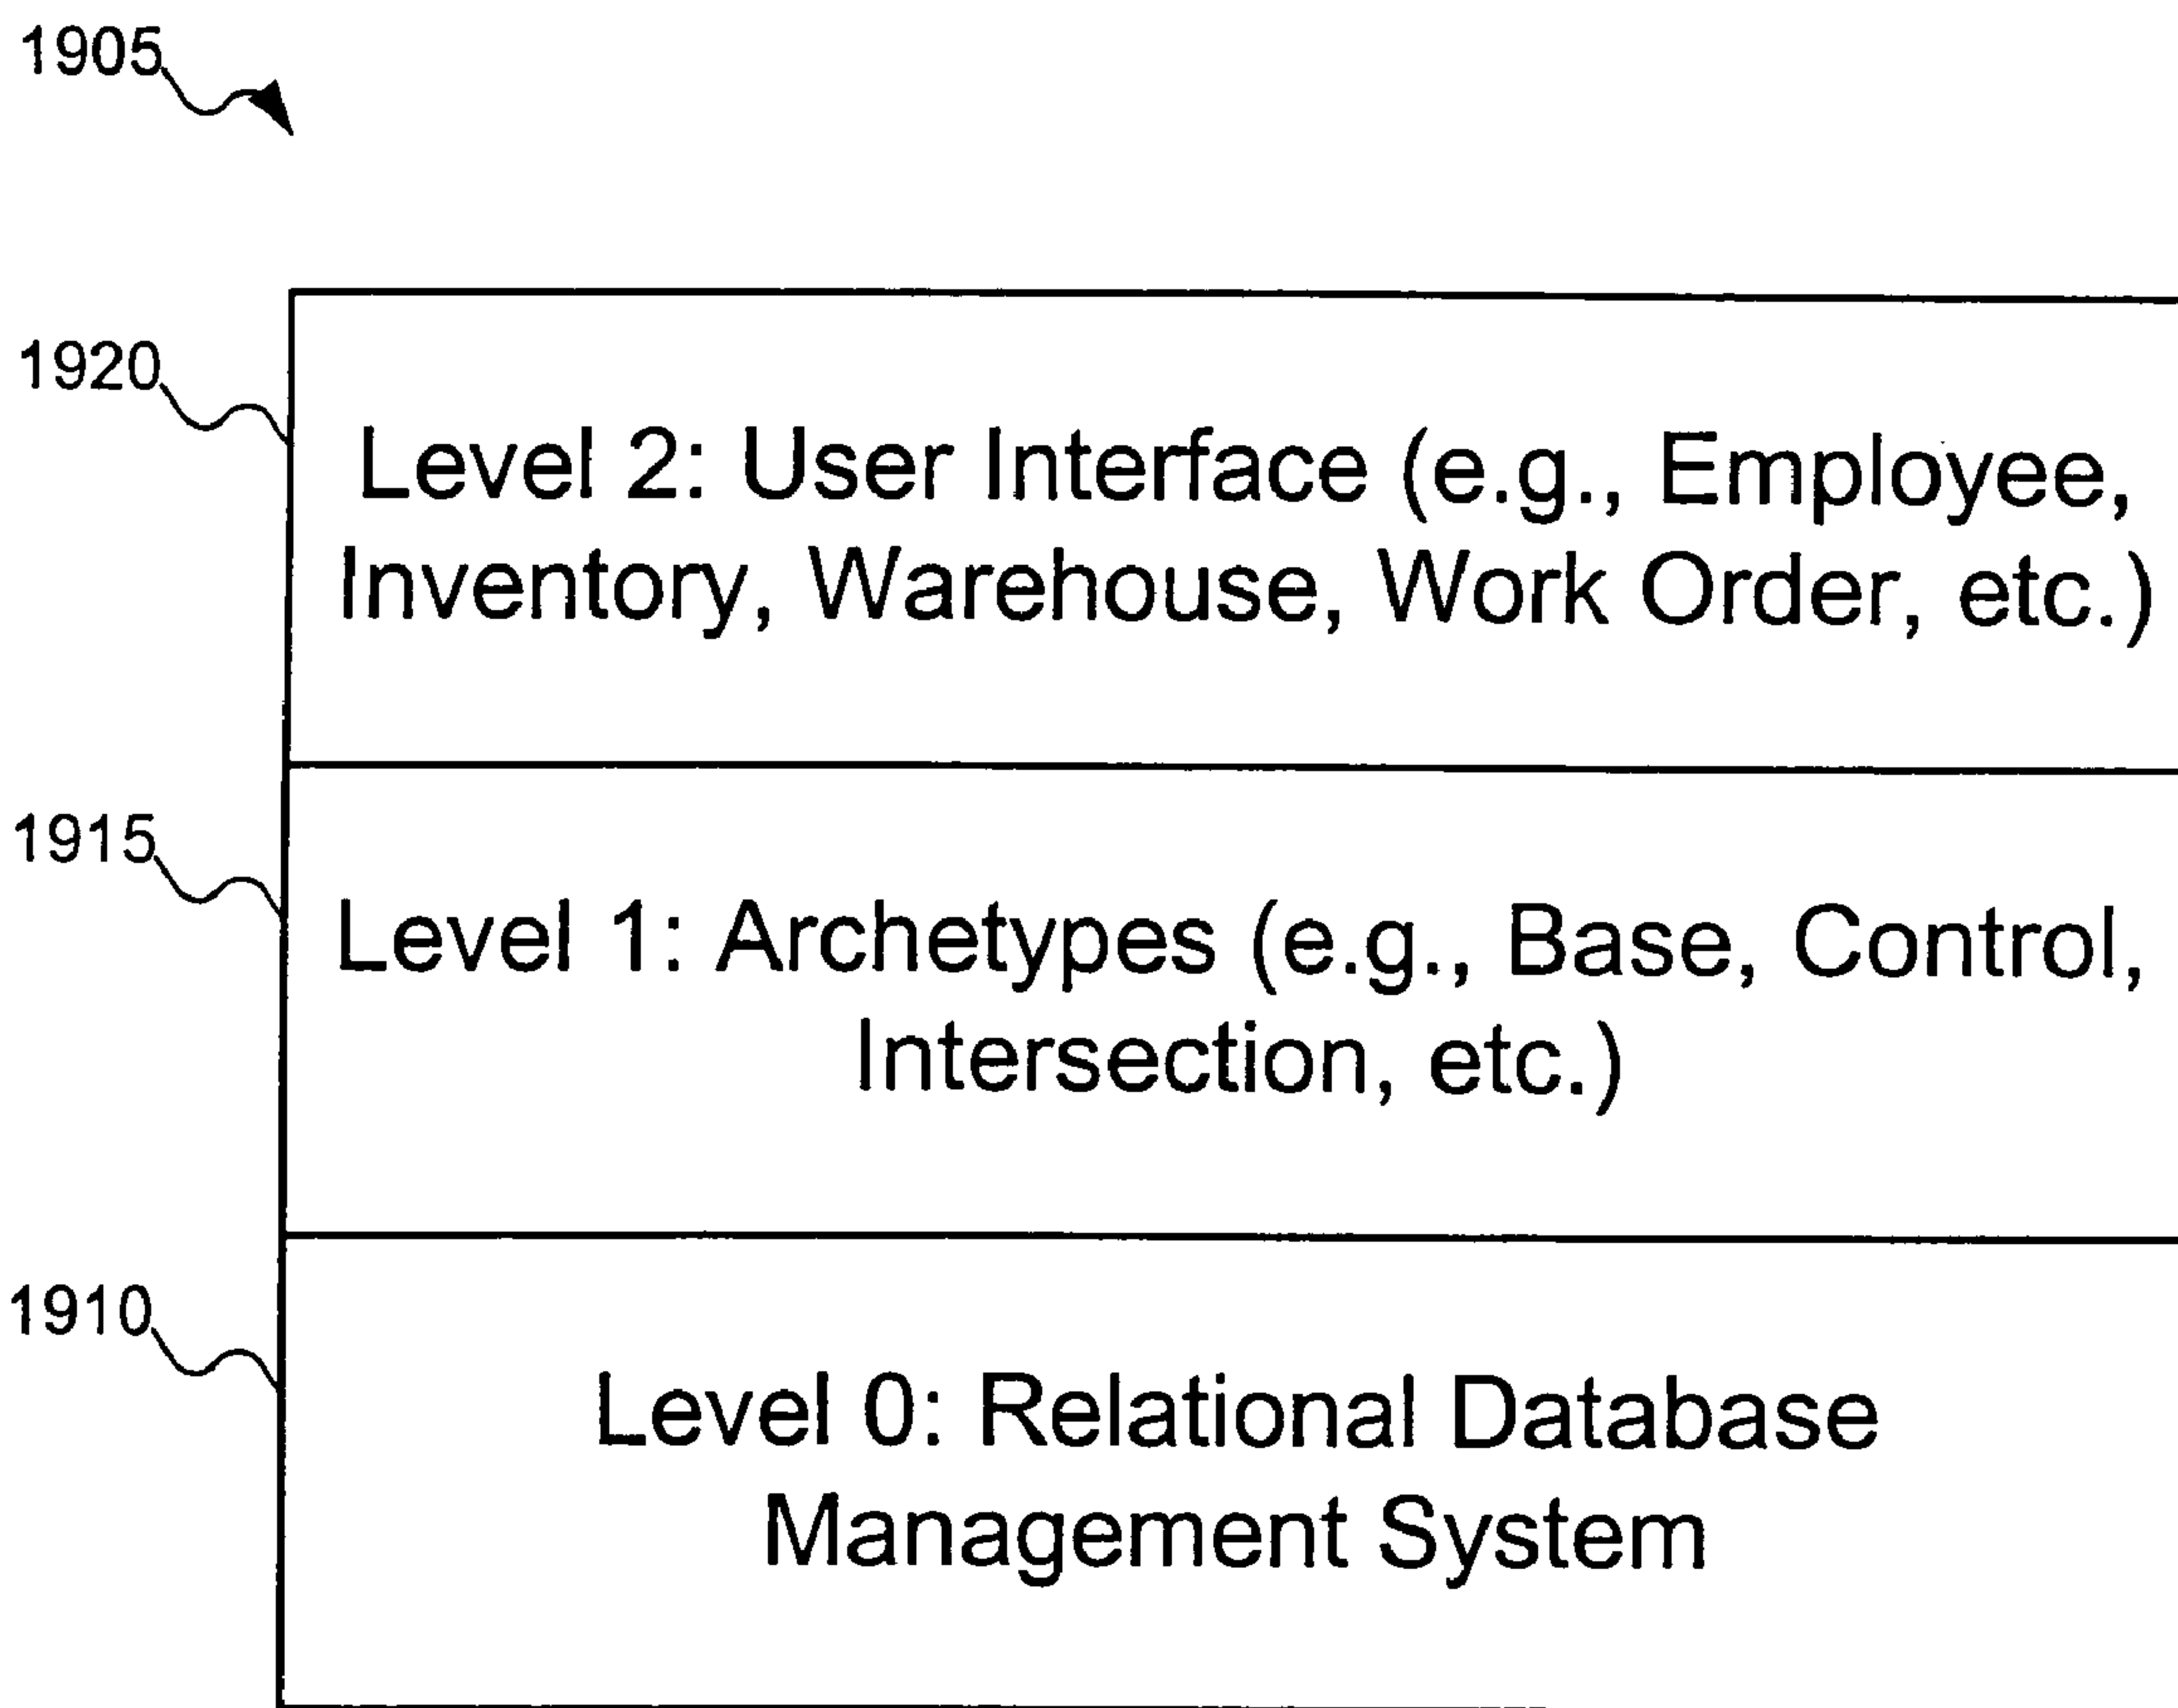 1905
1920
Level 2: User Interface (e.g., Employee,
Inventory, Warehouse, Work Order, etc.)
1915
Level 1: Archetypes (e.g., Base, Control,
Intersection, etc.)
1910
Level 0: Relational Database
Management System